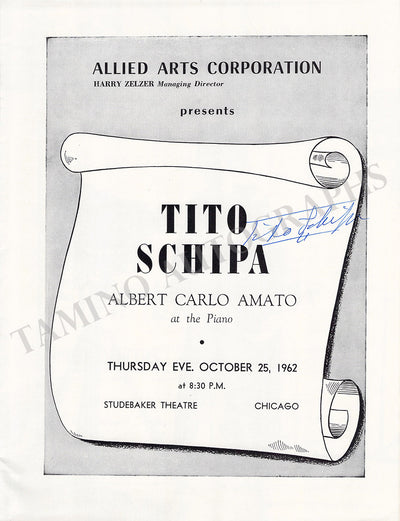 ALLIED ARTS CORPORATION
HARRY ZELZER Managing Director
presents
TITO
SCHIPA
Tito Schipa
ALBERT CARLO AMATO
at the Piano
•
THURSDAY EVE. OCTOBER 25, 1962
at 8:30 P.M.
STUDEBAKER THEATRE CHICAGO
TAMINO AUTOGRAPHS